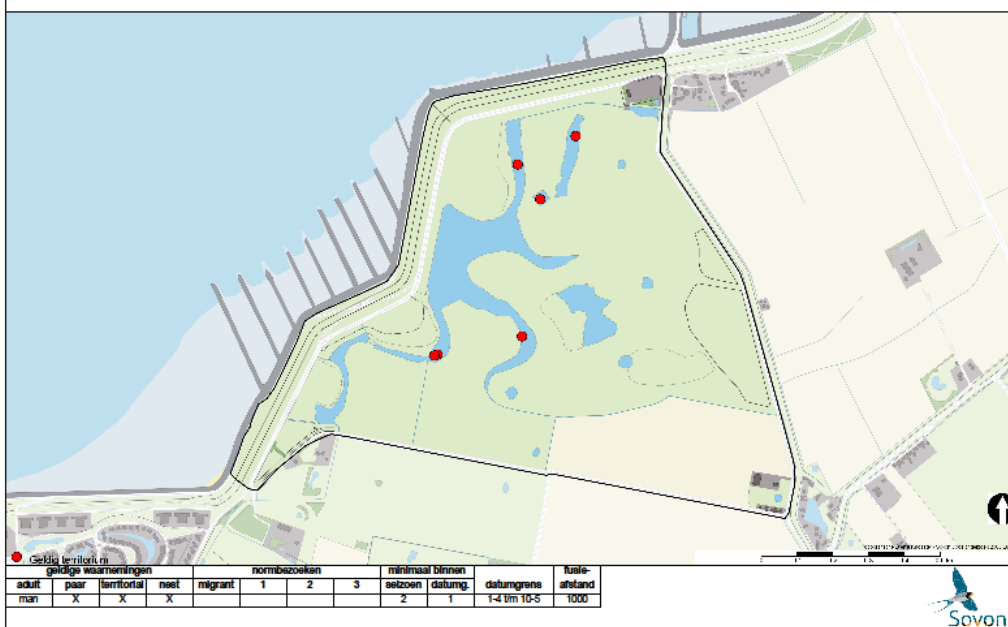 Geldig territorium
geldige waarnemingen normbezoeken minimaal binnen fusie-
adult paar territorial nest migrant 1 2 3 seizoen datumg. datumgrens afstand
man X X X 2 1 1-4 t/m 10-5 1000
Sovon